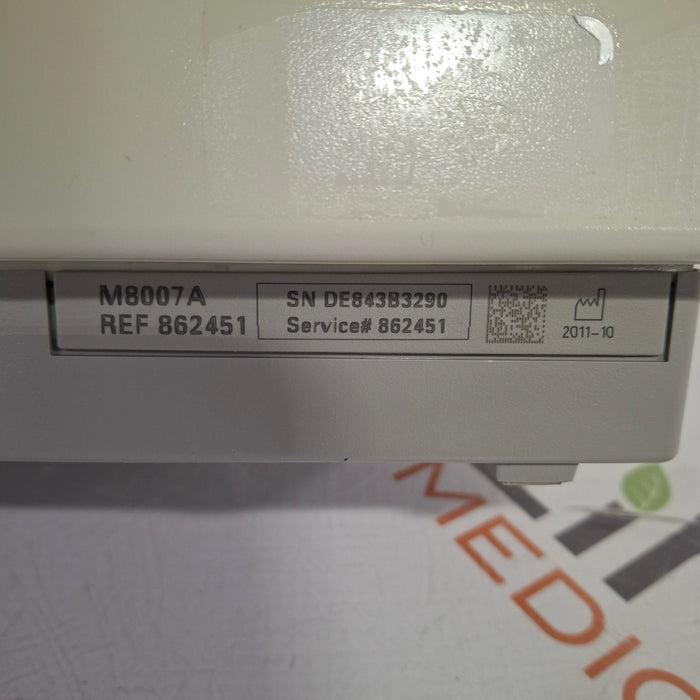 M8007A
REF 862451
SN DE843B3290
Service# 862451
2011-10
MEDIC